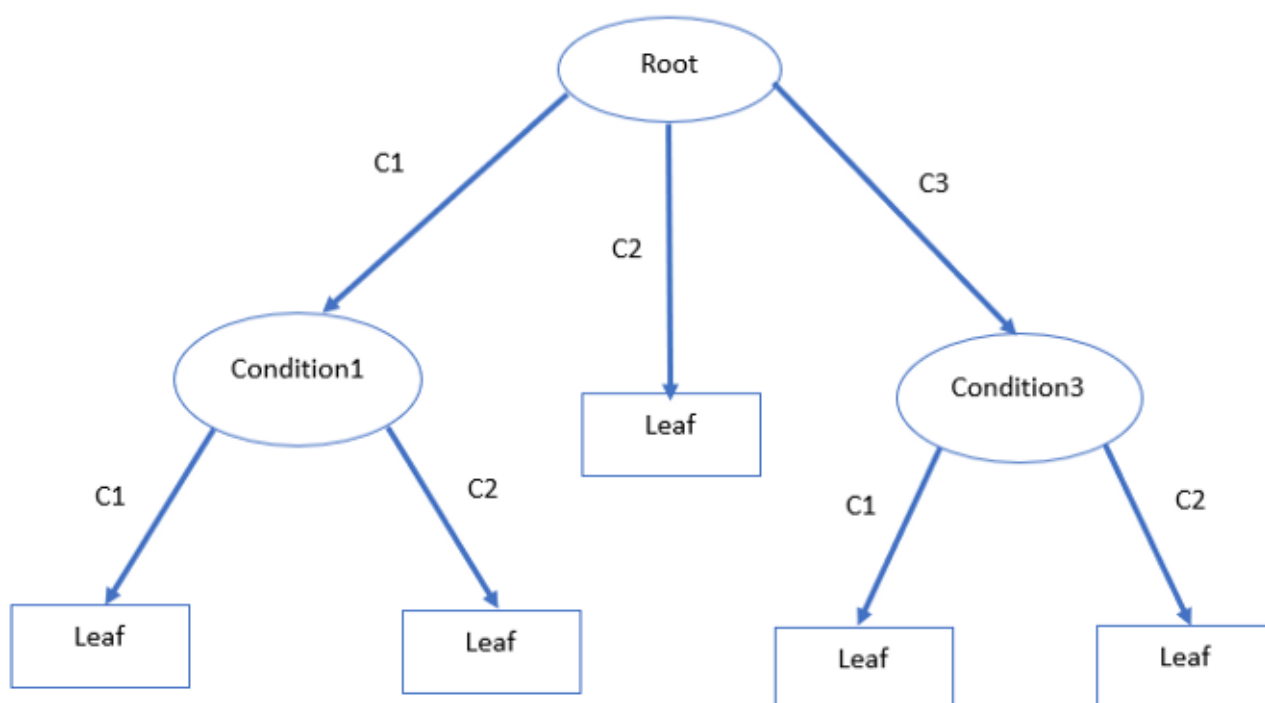 Root
C1
C3
C2
Condition1
Condition3
Leaf
C1
C2
C1
C2
Leaf
Leaf
Leaf
Leaf